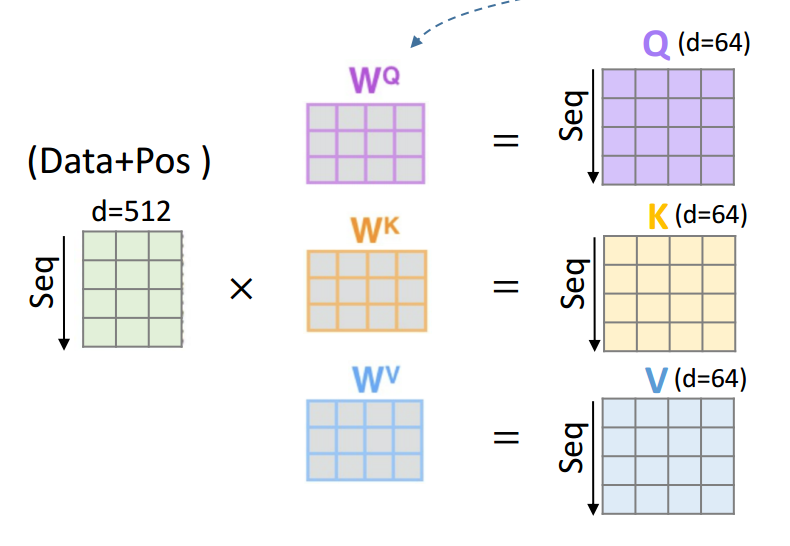 (Data+Pos )
d=512
Seq
×
W^Q
=
Q (d=64)
Seq
W^K
=
K (d=64)
Seq
W^V
=
V (d=64)
Seq